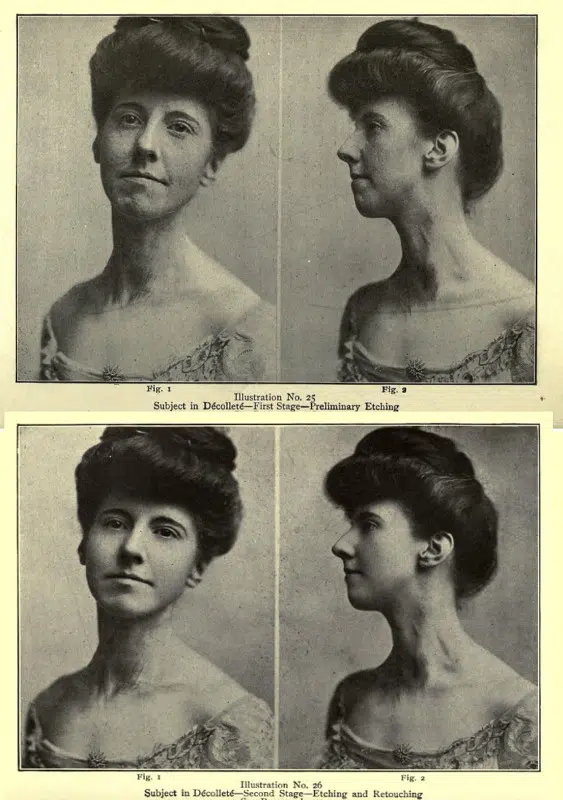 Fig. 1
Fig. 2
Illustration No. 25
Subject in Décolleté—First Stage—Preliminary Etching
Fig. 1
Fig. 2
Illustration No. 26
Subject in Décolleté—Second Stage—Etching and Retouching